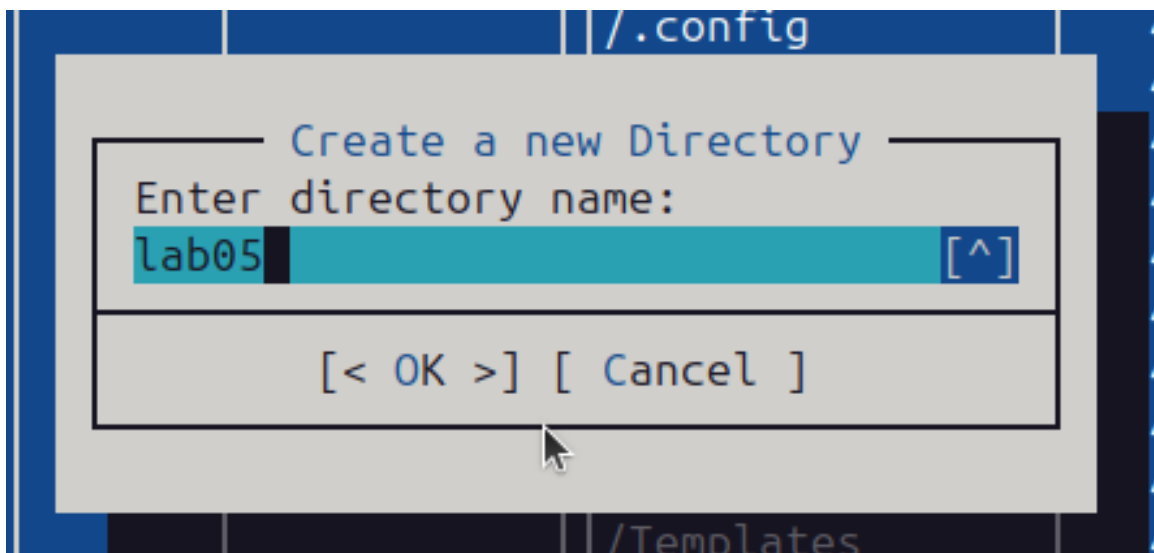 /.config
Create a new Directory
Enter directory name:
lab05 [^]
[< OK >] [ Cancel ]
/Templates